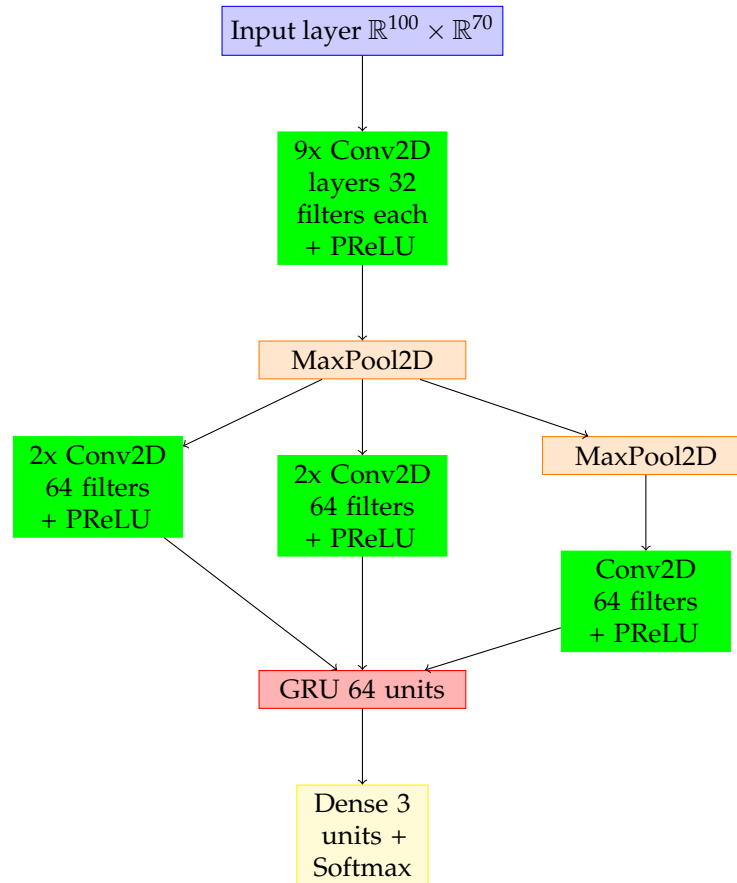 Input layer ℝ¹⁰⁰ × ℝ⁷⁰
9x Conv2D
layers 32
filters each
+ PReLU
MaxPool2D
2x Conv2D
64 filters
+ PReLU
2x Conv2D
64 filters
+ PReLU
MaxPool2D
Conv2D
64 filters
+ PReLU
GRU 64 units
Dense 3
units +
Softmax